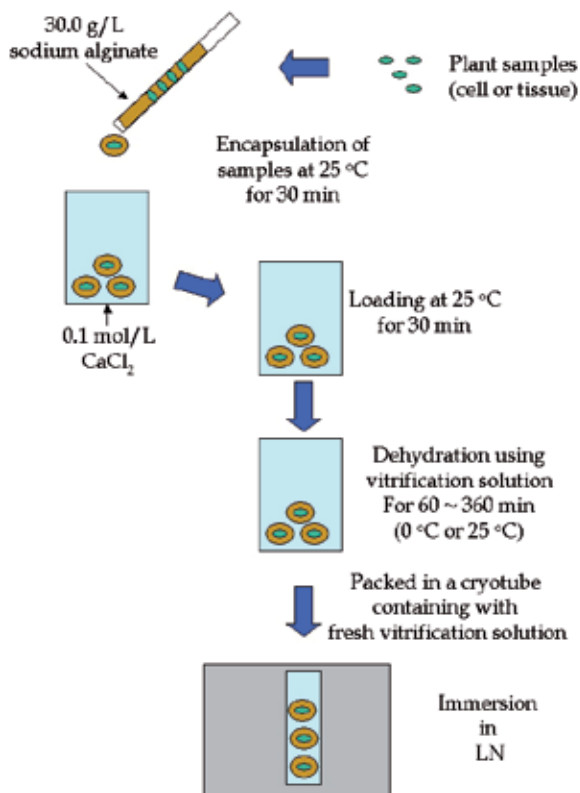 30.0 g/L
sodium alginate
Plant samples
(cell or tissue)
Encapsulation of
samples at 25 °C
for 30 min
0.1 mol/L
CaCl₂
Loading at 25 °C
for 30 min
Dehydration using
vitrification solution
For 60 ~ 360 min
(0 °C or 25 °C)
Packed in a cryotube
containing with
fresh vitrification solution
Immersion
in
LN